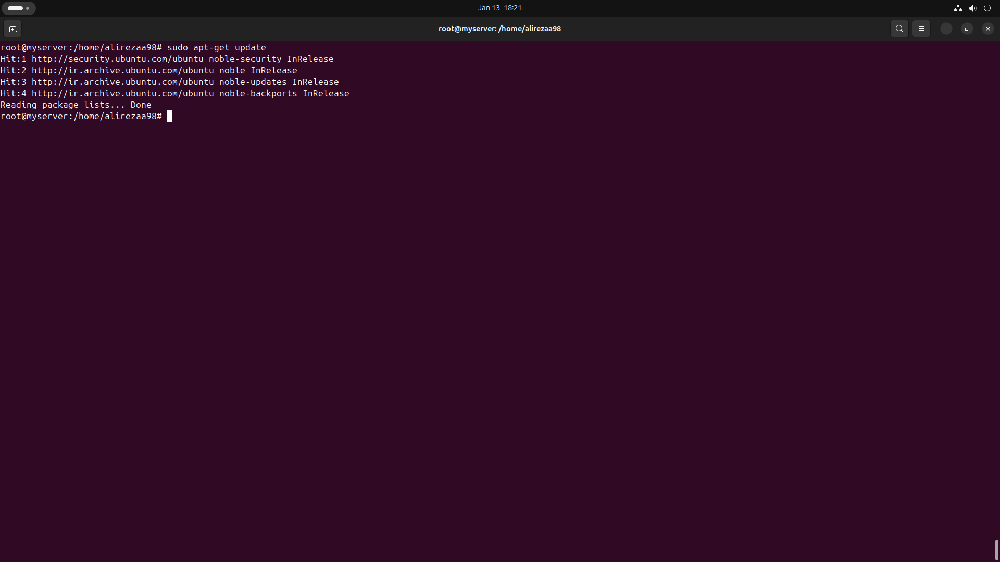 Jan 13 18:21
root@myserver: /home/alirezaa98
root@myserver:/home/alirezaa98# sudo apt-get update
Hit:1 http://security.ubuntu.com/ubuntu noble-security InRelease
Hit:2 http://ir.archive.ubuntu.com/ubuntu noble InRelease
Hit:3 http://ir.archive.ubuntu.com/ubuntu noble-updates InRelease
Hit:4 http://ir.archive.ubuntu.com/ubuntu noble-backports InRelease
Reading package lists... Done
root@myserver:/home/alirezaa98#